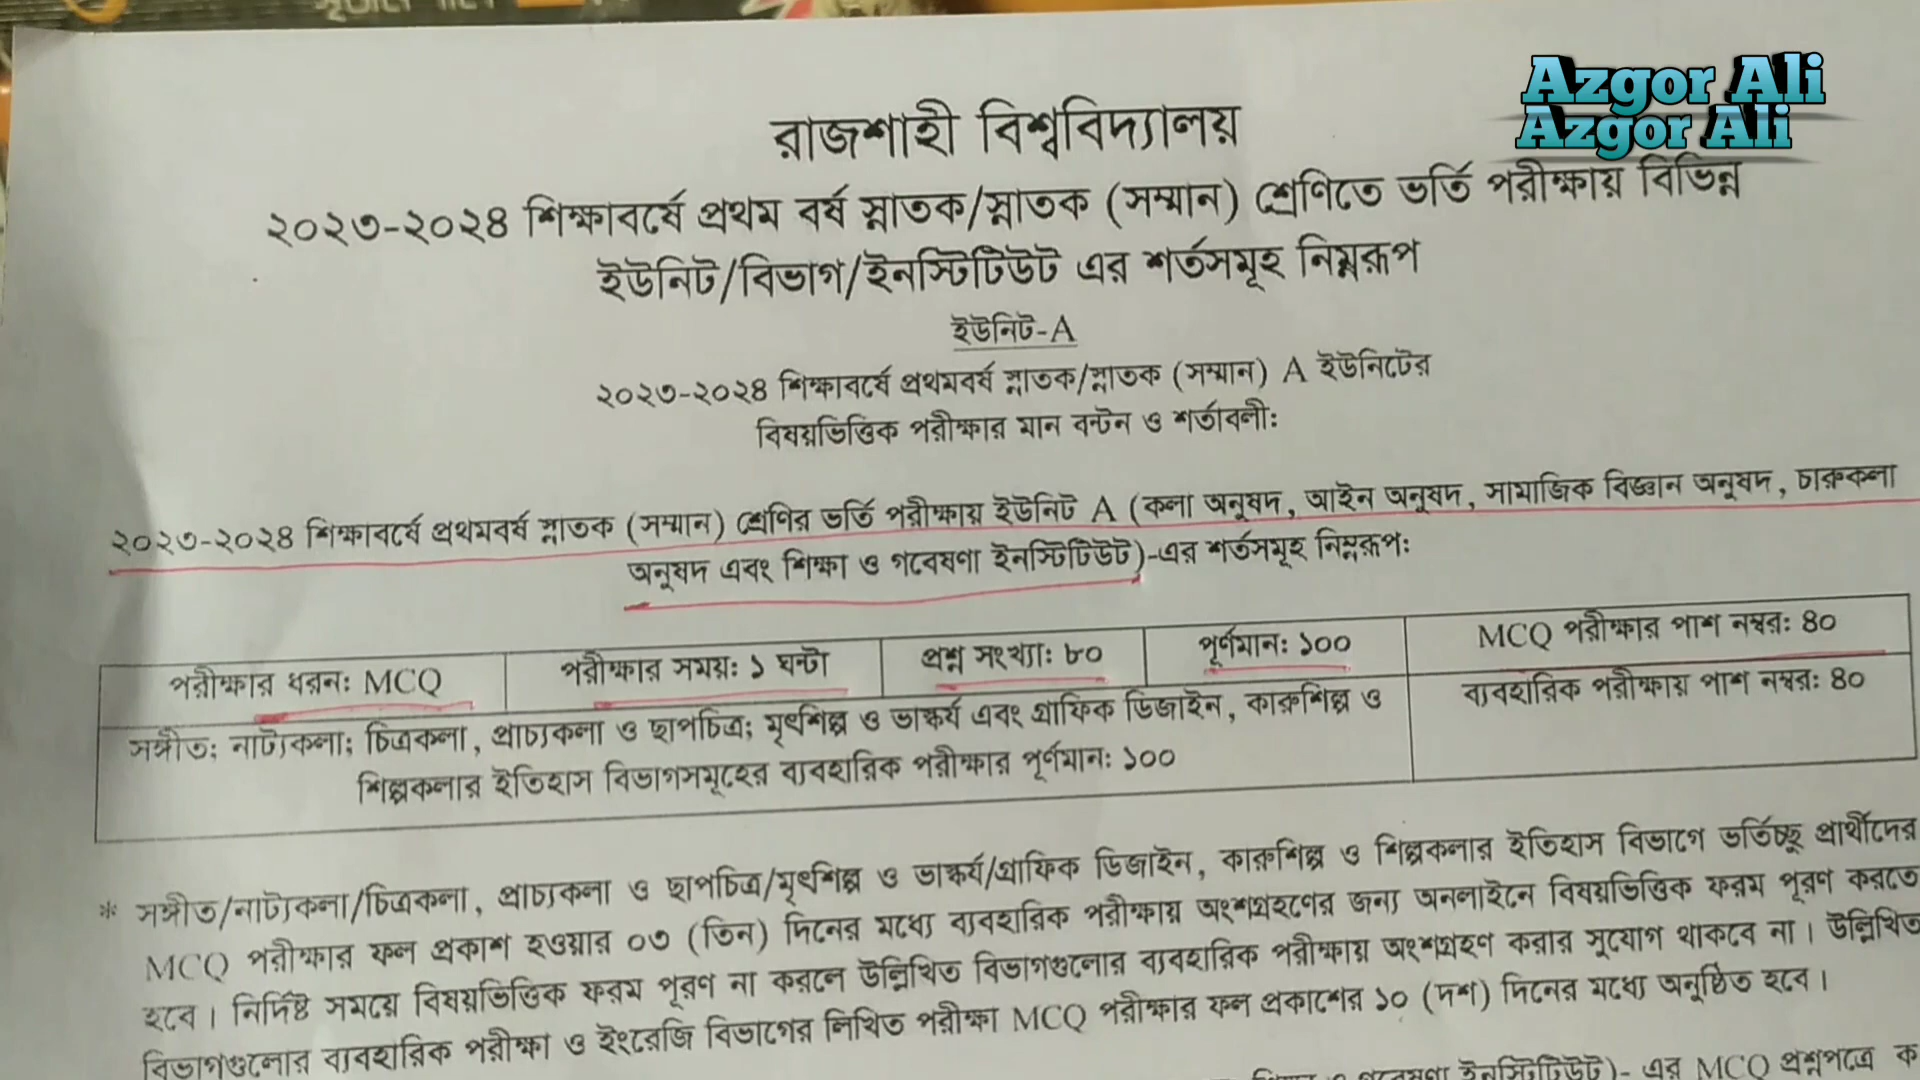 Azgor Ali
Azgor Ali
রাজশাহী বিশ্ববিদ্যালয়
২০২৩-২০২৪ শিক্ষাবর্ষে প্রথম বর্ষ স্নাতক/স্নাতক (সম্মান) শ্রেণিতে ভর্তি পরীক্ষায় বিভিন্ন
ইউনিট/বিভাগ/ইনস্টিটিউট এর শর্তসমূহ নিম্নরূপ
ইউনিট-A
২০২৩-২০২৪ শিক্ষাবর্ষে প্রথমবর্ষ স্নাতক/স্নাতক (সম্মান) A ইউনিটের
বিষয়ভিত্তিক পরীক্ষার মান বন্টন ও শর্তাবলী:
২০২৩-২০২৪ শিক্ষাবর্ষে প্রথমবর্ষ স্নাতক (সম্মান) শ্রেণির ভর্তি পরীক্ষায় ইউনিট A (কলা অনুষদ, আইন অনুষদ, সামাজিক বিজ্ঞান অনুষদ, চারুকলা
অনুষদ এবং শিক্ষা ও গবেষণা ইনস্টিটিউট)-এর শর্তসমূহ নিম্নরূপ:
পরীক্ষার ধরন: MCQ পরীক্ষার সময়: ১ ঘন্টা প্রশ্ন সংখ্যা: ৮০ পূর্ণমান: ১০০ MCQ পরীক্ষার পাশ নম্বর: ৪০
সঙ্গীত; নাট্যকলা; চিত্রকলা, প্রাচ্যকলা ও ছাপচিত্র; মৃৎশিল্প ও ভাস্কর্য এবং গ্রাফিক ডিজাইন, কারুশিল্প ও ব্যবহারিক পরীক্ষায় পাশ নম্বর: ৪০
শিল্পকলার ইতিহাস বিভাগসমূহের ব্যবহারিক পরীক্ষার পূর্ণমান: ১০০
* সঙ্গীত/নাট্যকলা/চিত্রকলা, প্রাচ্যকলা ও ছাপচিত্র/মৃৎশিল্প ও ভাস্কর্য/গ্রাফিক ডিজাইন, কারুশিল্প ও শিল্পকলার ইতিহাস বিভাগে ভর্তিচ্ছু প্রার্থীদের
MCQ পরীক্ষার ফল প্রকাশ হওয়ার ০৩ (তিন) দিনের মধ্যে ব্যবহারিক পরীক্ষায় অংশগ্রহণের জন্য অনলাইনে বিষয়ভিত্তিক ফরম পূরণ করতে
হবে। নির্দিষ্ট সময়ে বিষয়ভিত্তিক ফরম পূরণ না করলে উল্লিখিত বিভাগগুলোর ব্যবহারিক পরীক্ষায় অংশগ্রহণ করার সুযোগ থাকবে না। উল্লিখিত
বিভাগগুলোর ব্যবহারিক পরীক্ষা ও ইংরেজি বিভাগের লিখিত পরীক্ষা MCQ পরীক্ষার ফল প্রকাশের ১০ (দশ) দিনের মধ্যে অনুষ্ঠিত হবে।
ইনস্টিটিউট)- এর MCQ প্রশ্নপত্রে ক